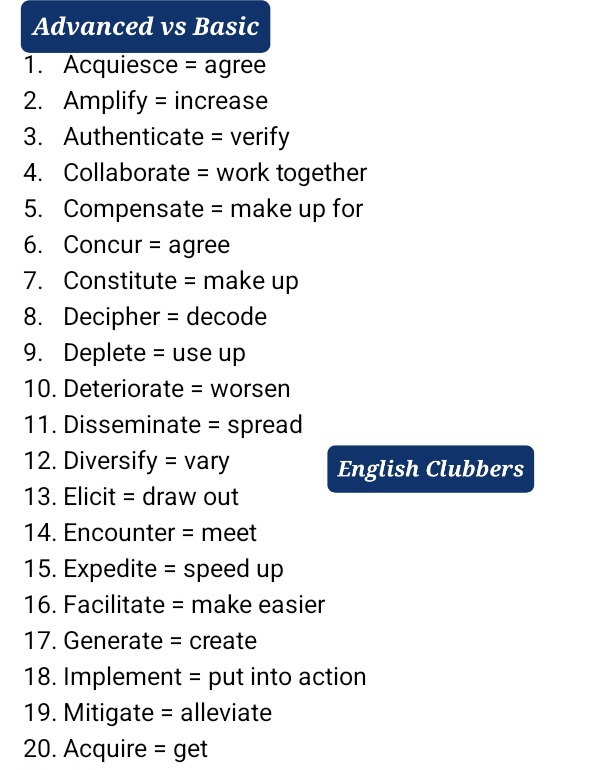 Advanced vs Basic
1. Acquiesce = agree
2. Amplify = increase
3. Authenticate = verify
4. Collaborate = work together
5. Compensate = make up for
6. Concur = agree
7. Constitute = make up
8. Decipher = decode
9. Deplete = use up
10. Deteriorate = worsen
11. Disseminate = spread
12. Diversify = vary
English Clubbers
13. Elicit = draw out
14. Encounter = meet
15. Expedite = speed up
16. Facilitate = make easier
17. Generate = create
18. Implement = put into action
19. Mitigate = alleviate
20. Acquire = get